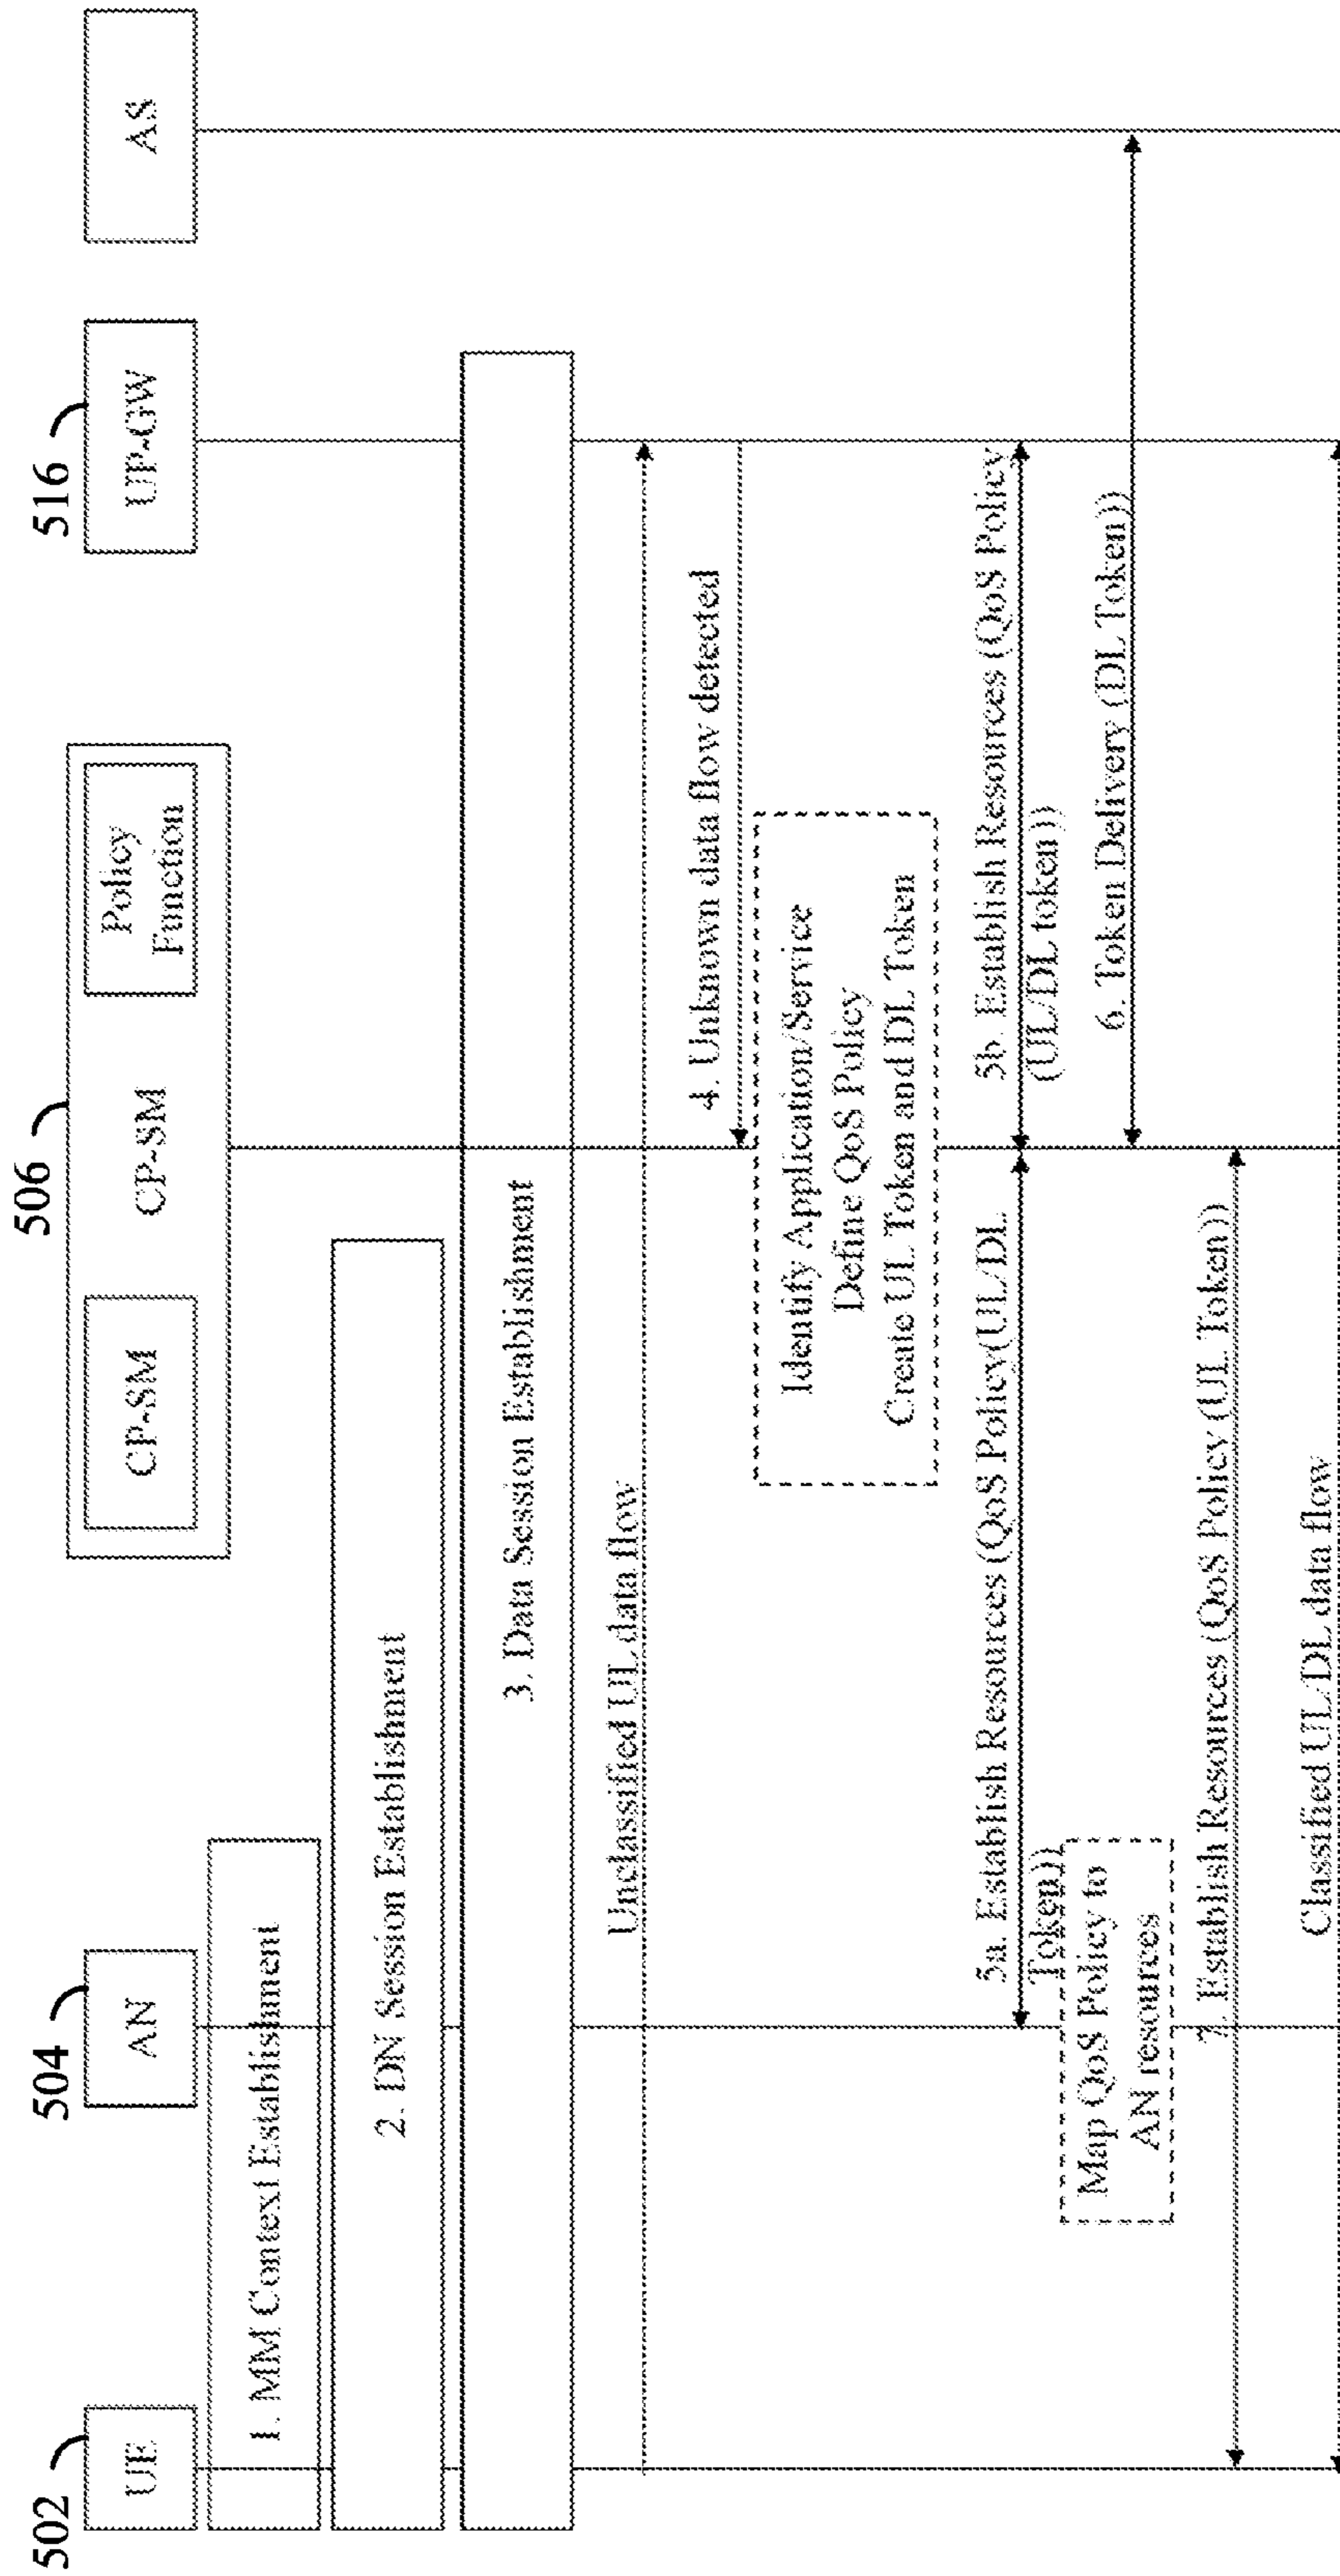 502
504
506
516
UE
AN
CP-SM
CP-SM
Policy
Function
UP-GW
AS
1. MM Context Establishment
2. DN Session Establishment
3. Data Session Establishment
Unclassified UL data flow
4. Unknown data flow detected
Identify Application/Service
Define QoS Policy
Create UL Token and DL Token
5a. Establish Resources (QoS Policy(UL/DL
Token))
5b. Establish Resources (QoS Policy
(UL/DL token))
Map QoS Policy to
AN resources
6. Token Delivery (DL Token))
7. Establish Resources (QoS Policy (UL Token))
Classified UL/DL data flow